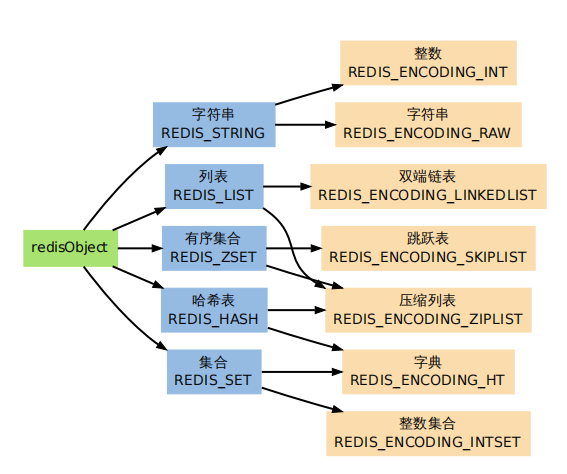 redisObject
字符串
REDIS_STRING
列表
REDIS_LIST
有序集合
REDIS_ZSET
哈希表
REDIS_HASH
集合
REDIS_SET
整数
REDIS_ENCODING_INT
字符串
REDIS_ENCODING_RAW
双端链表
REDIS_ENCODING_LINKEDLIST
跳跃表
REDIS_ENCODING_SKIPLIST
压缩列表
REDIS_ENCODING_ZIPLIST
字典
REDIS_ENCODING_HT
整数集合
REDIS_ENCODING_INTSET